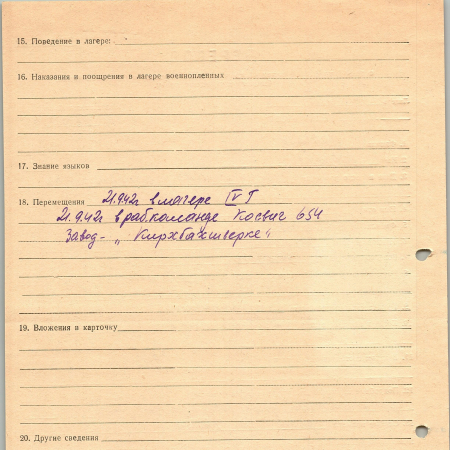 15. Поведение в лагере:
16. Наказания и поощрения в лагере военнопленных
17. Знание языков
18. Перемещения 21.9.42г в лагере IV Г
21.9.42г в рабкоманде Косвиг 654
Завод - „Кирхбахшверке"
19. Вложения и карточку
20. Другие сведения